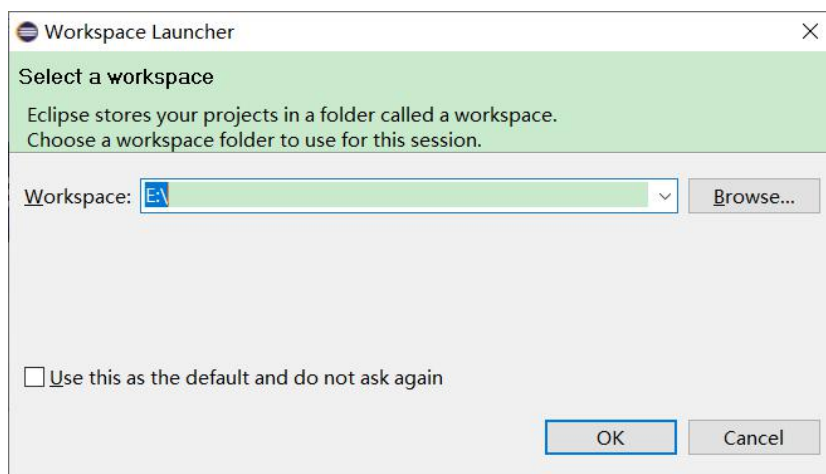 Workspace Launcher
Select a workspace
Eclipse stores your projects in a folder called a workspace.
Choose a workspace folder to use for this session.
Workspace: E:\ Browse...
Use this as the default and do not ask again
OK Cancel